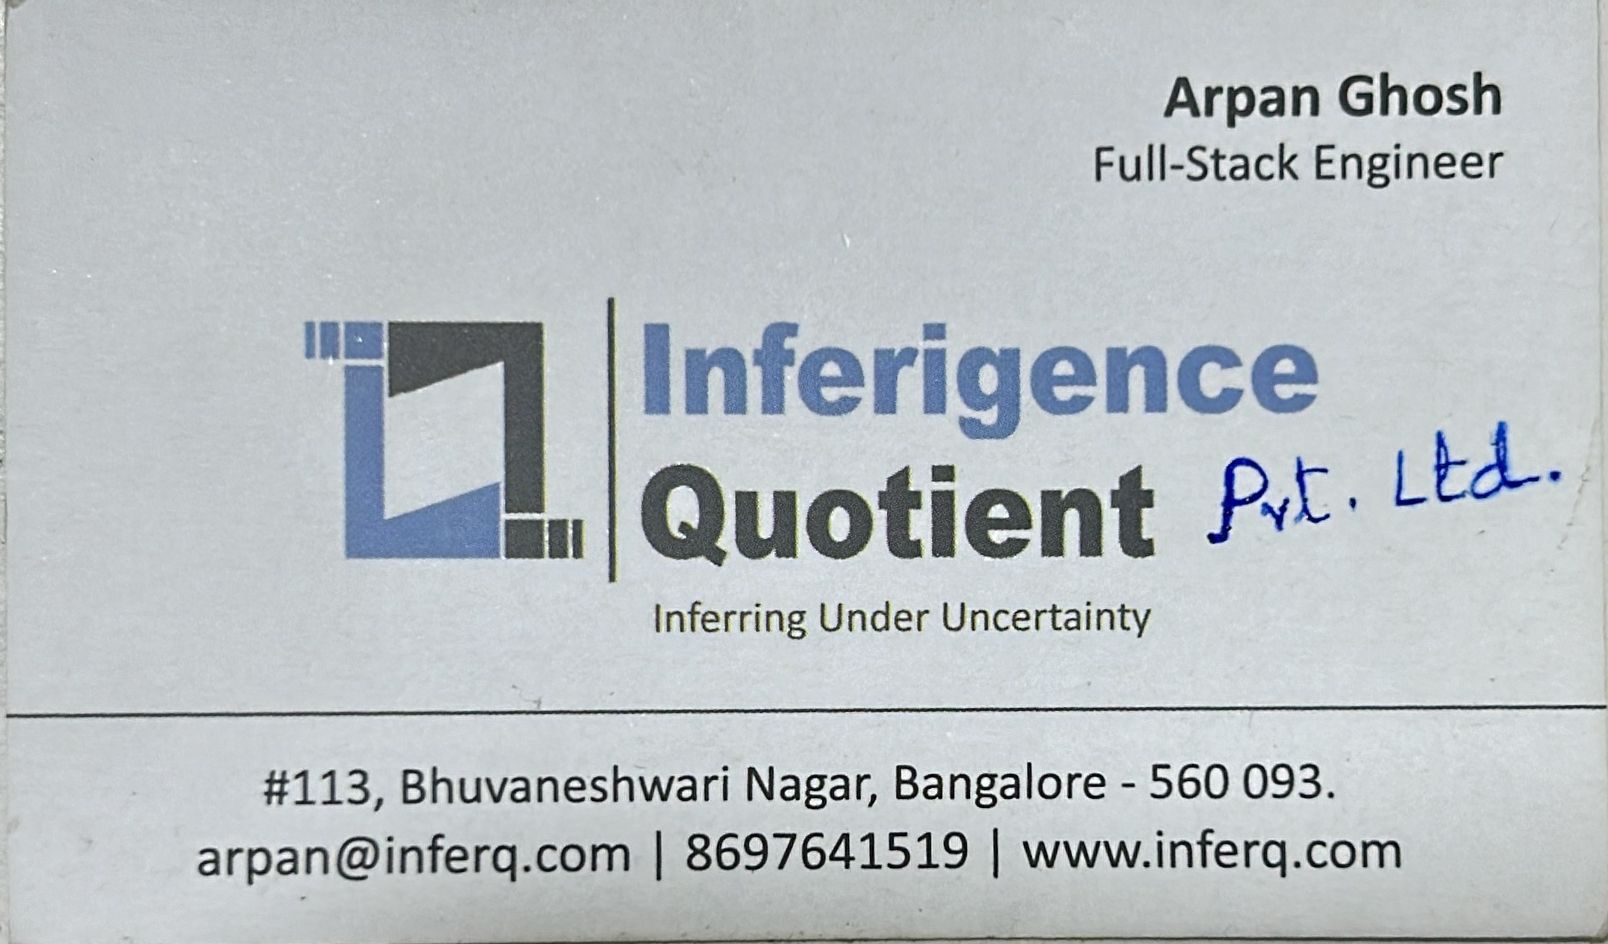 Arpan Ghosh
Full-Stack Engineer
Inferigence
Quotient Pvt. Ltd.
Inferring Under Uncertainty
#113, Bhuvaneshwari Nagar, Bangalore - 560 093.
arpan@inferq.com | 8697641519 | www.inferq.com